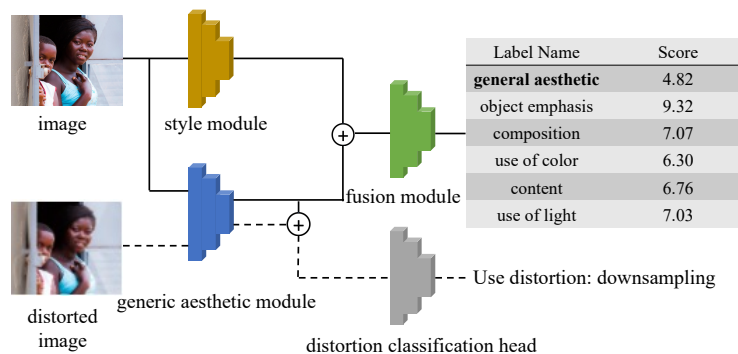 image
style module
+
fusion module
Label Name Score
general aesthetic 4.82
object emphasis 9.32
composition 7.07
use of color 6.30
content 6.76
use of light 7.03
+
generic aesthetic module
distorted
image
Use distortion: downsampling
distortion classification head